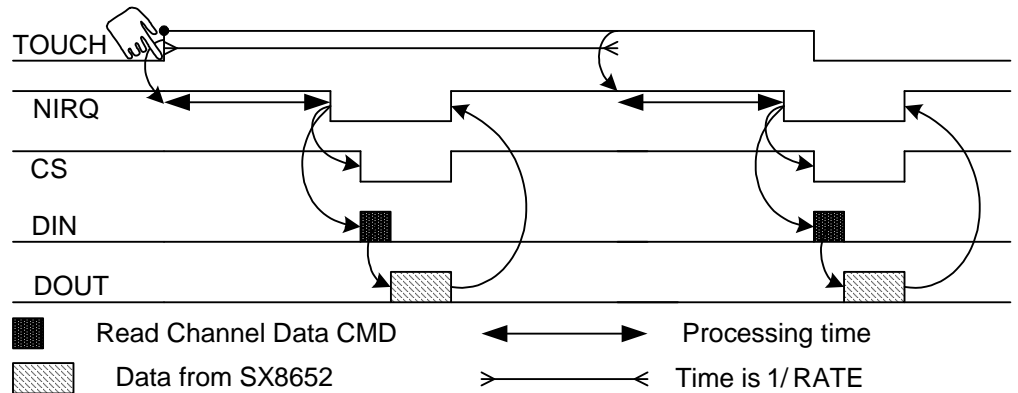 TOUCH
NIRQ
CS
DIN
DOUT
Read Channel Data CMD
Processing time
Data from SX8652
Time is 1/ RATE